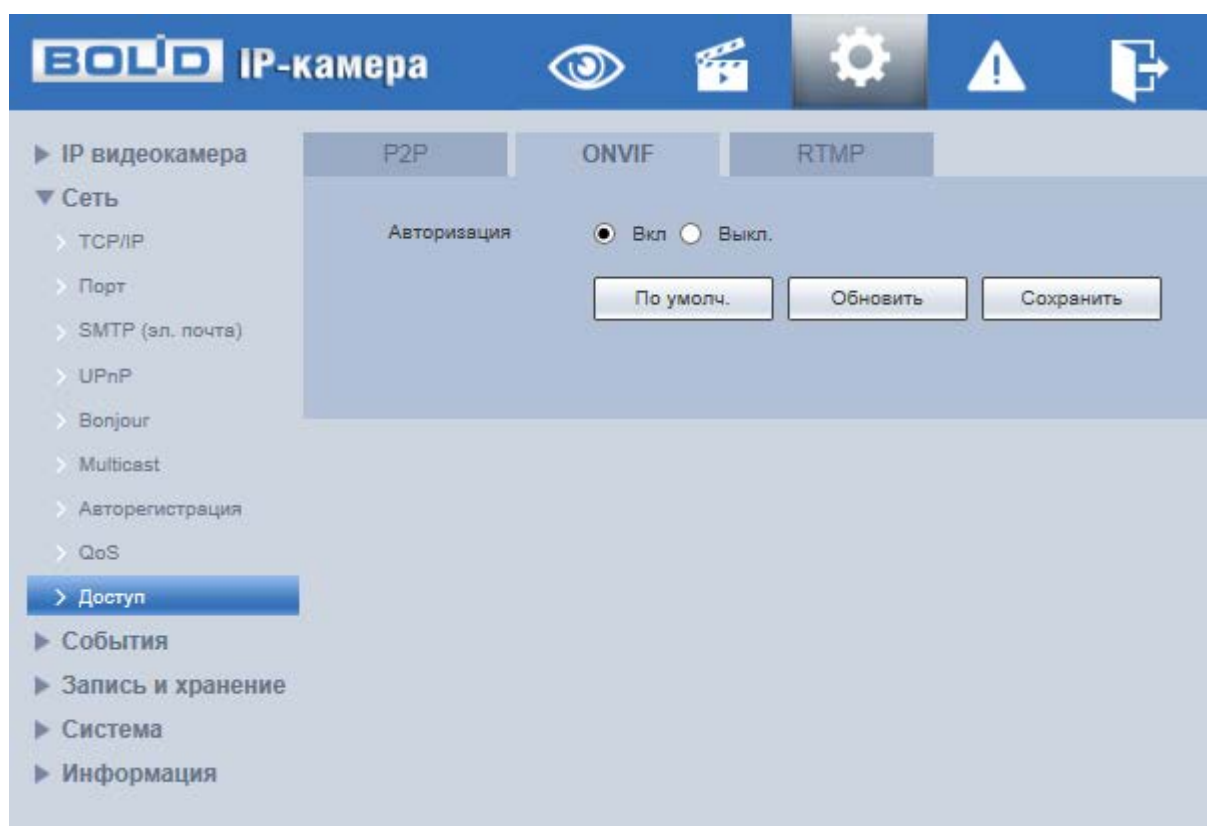 BOLID IP-камера
IP видеокамера
Сеть
TCP/IP
Порт
SMTP (эл. почта)
UPnP
Bonjour
Multicast
Авторегистрация
QoS
Доступ
События
Запись и хранение
Система
Информация
P2P ONVIF RTMP
Авторизация Вкл Выкл.
По умолч. Обновить Сохранить